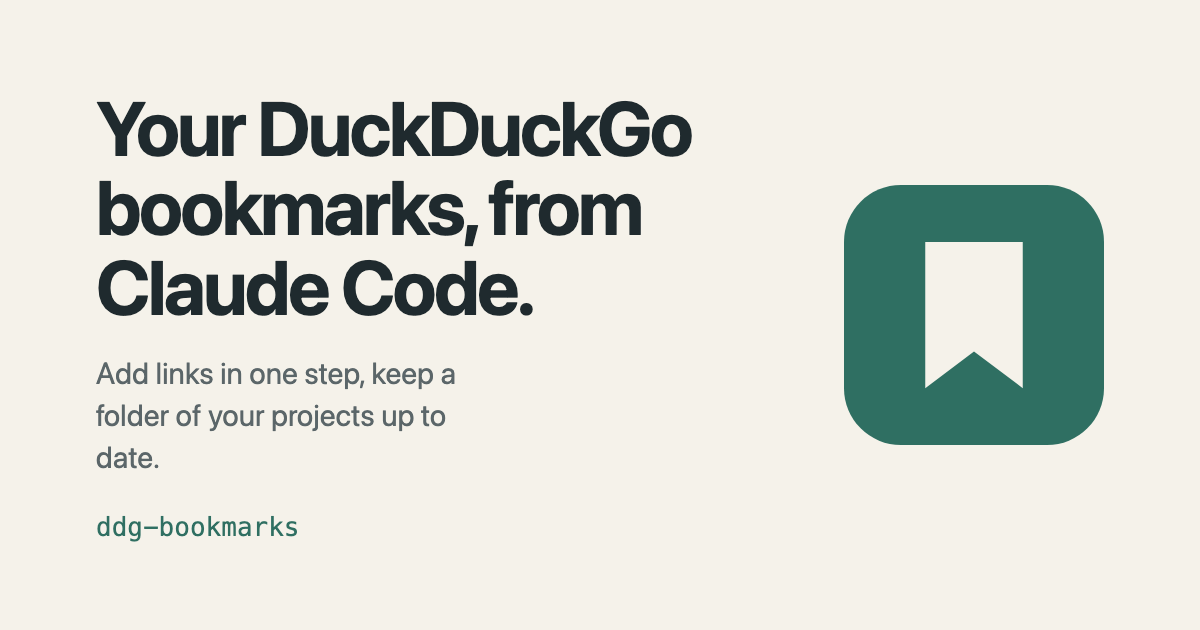 Your DuckDuckGo
bookmarks, from
Claude Code.
Add links in one step, keep a
folder of your projects up to
date.
ddg-bookmarks